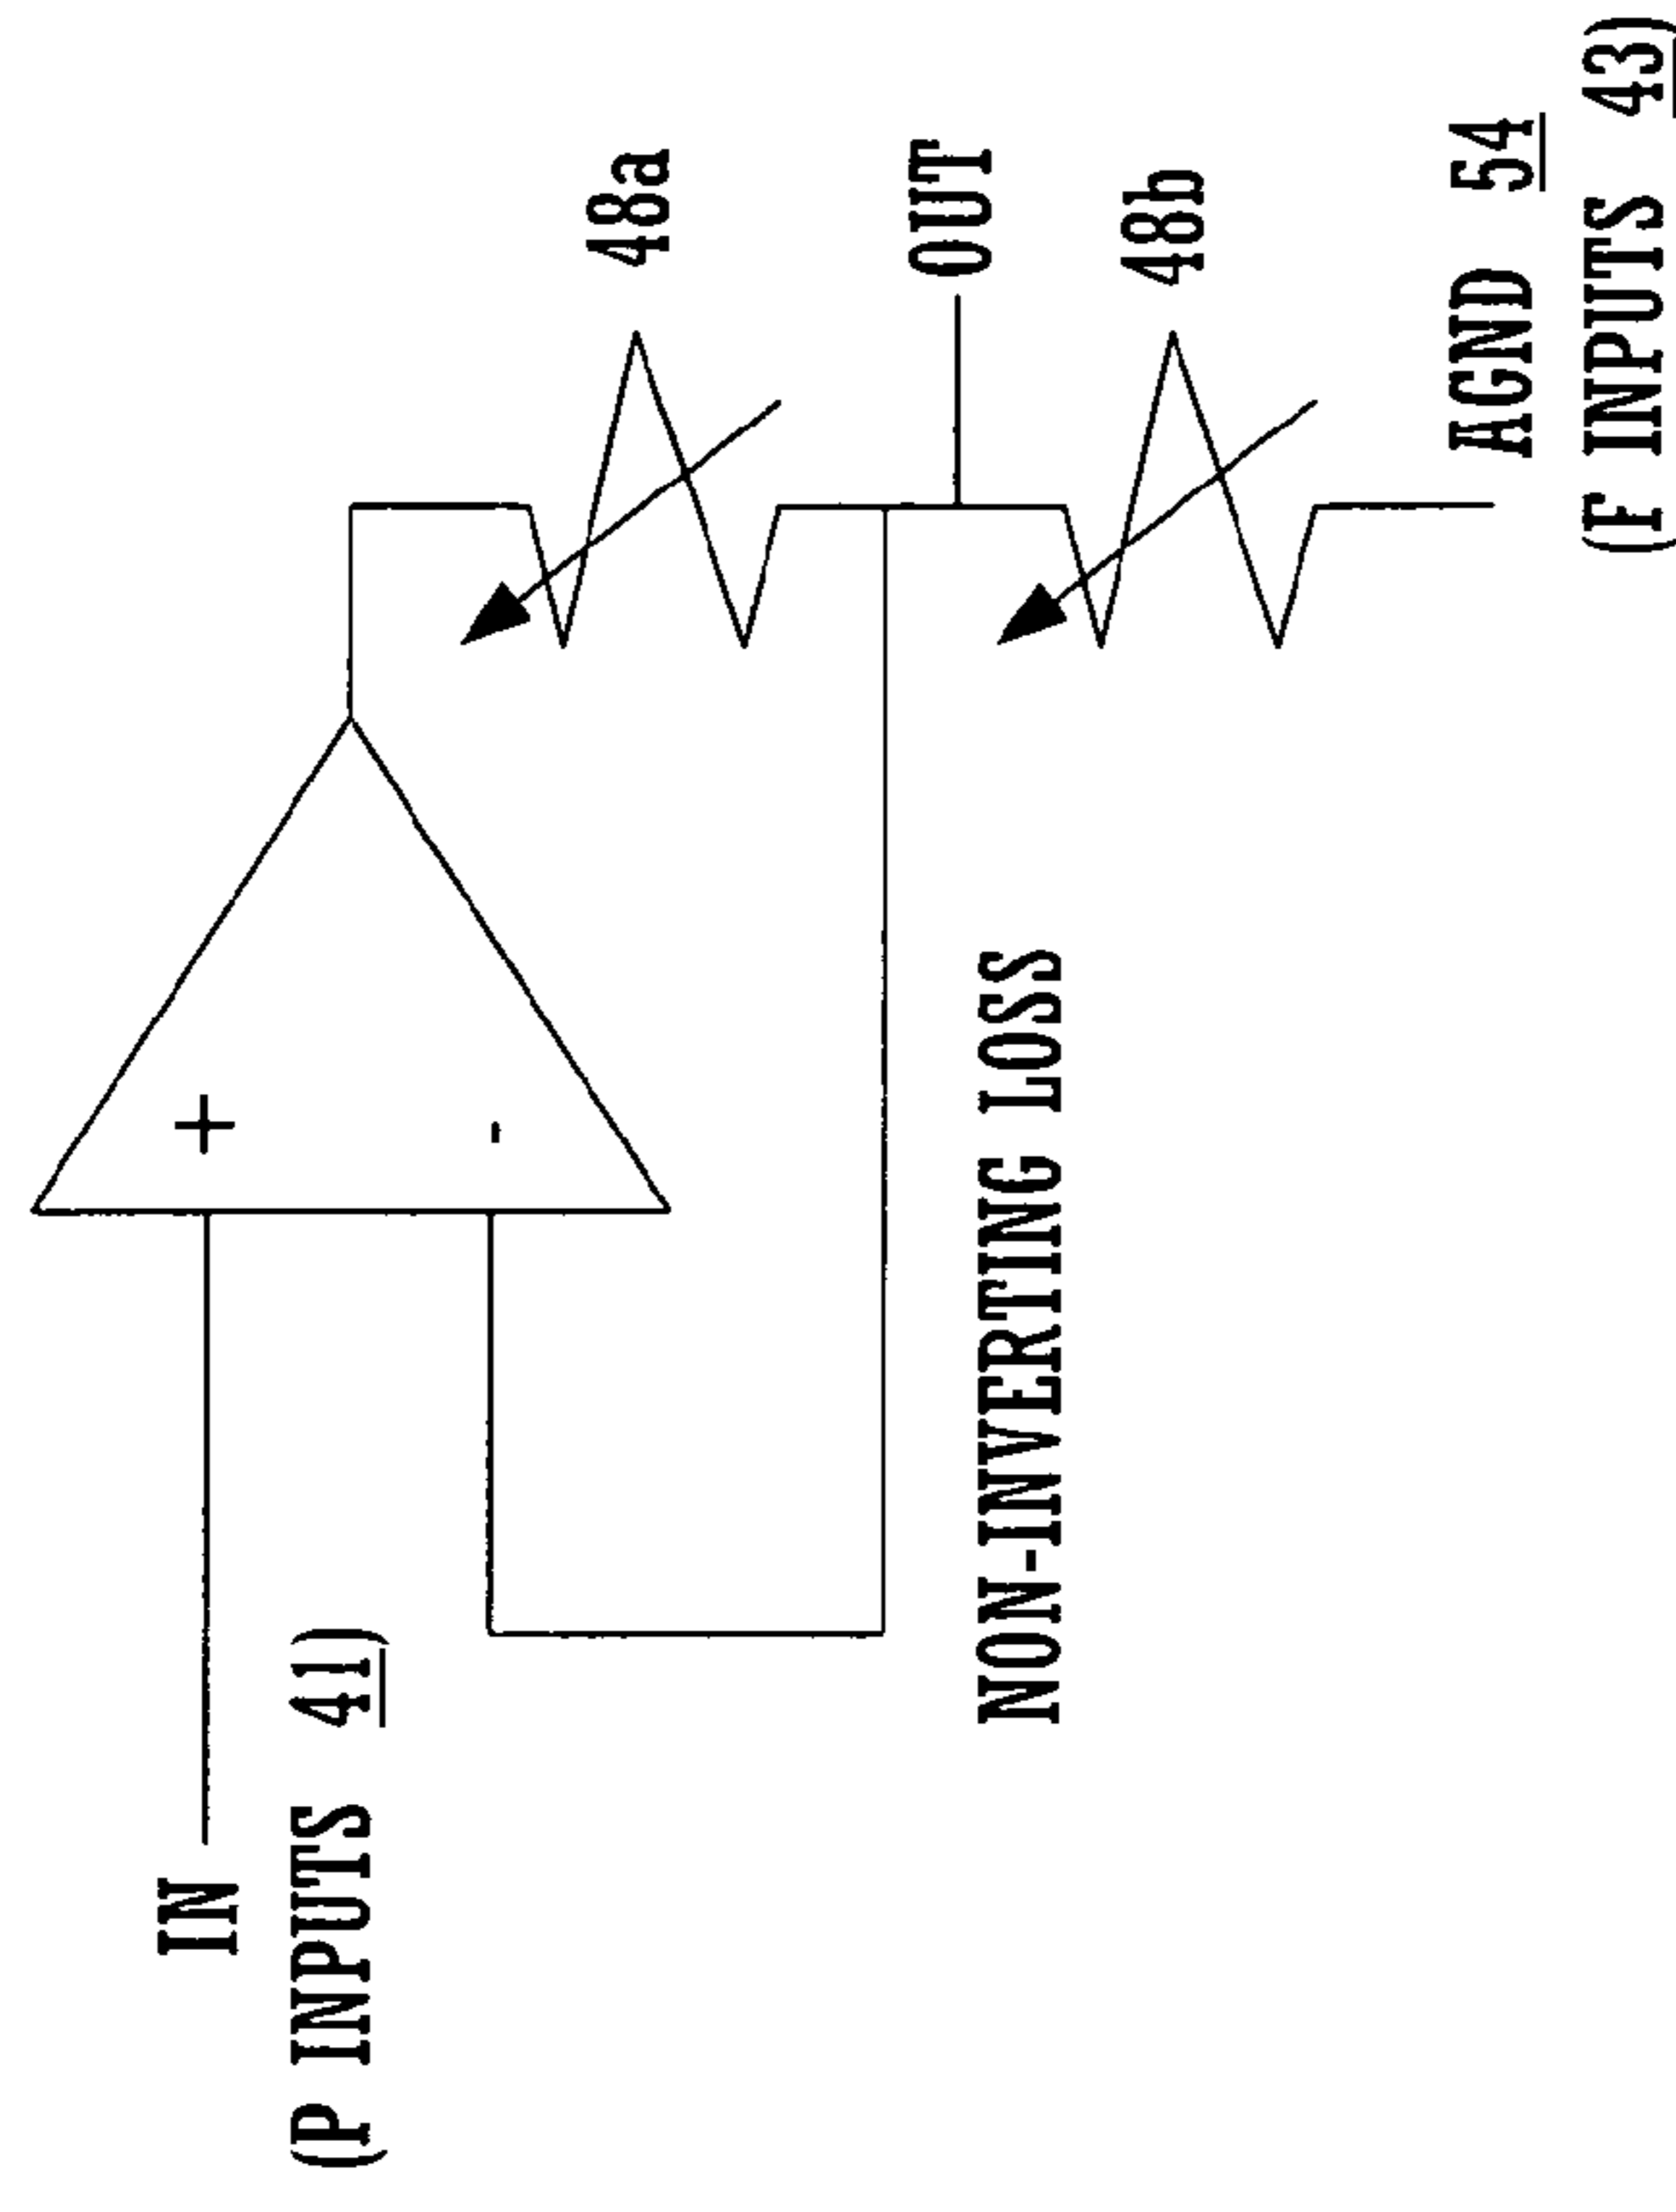 IN
(P INPUTS 41)
+
-
48a
OUT
48b
NON-INVERTING LOSS
AGND 54
(F INPUTS 43)